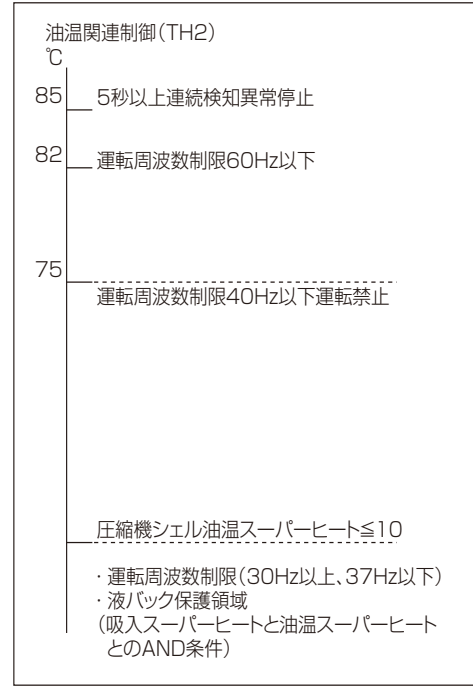 油温関連制御(TH2)
℃
85 5秒以上連続検知異常停止
82 運転周波数制限60Hz以下
75
運転周波数制限40Hz以下運転禁止
圧縮機シェル油温スーパーヒート≦10
・運転周波数制限(30Hz以上、37Hz以下)
・液バック保護領域
(吸入スーパーヒートと油温スーパーヒート
とのAND条件)